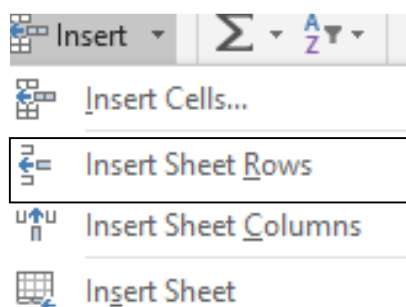 Insert
Insert Cells...
Insert Sheet Rows
Insert Sheet Columns
Insert Sheet